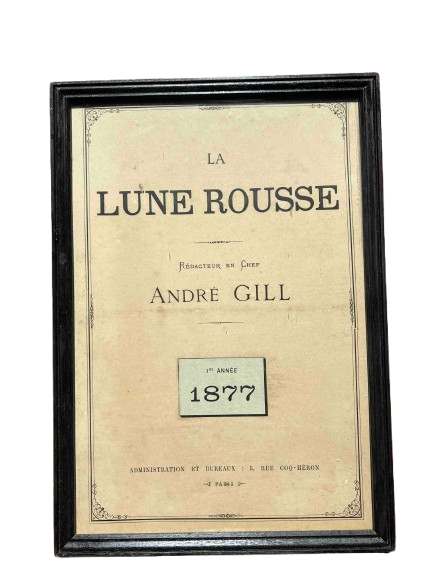 LA
LUNE ROUSSE
RÉDACTEUR EN CHEF
ANDRÉ GILL
1re ANNÉE
1877
ADMINISTRATION ET BUREAUX : 5, RUE COQ-HÉRON
PARIS